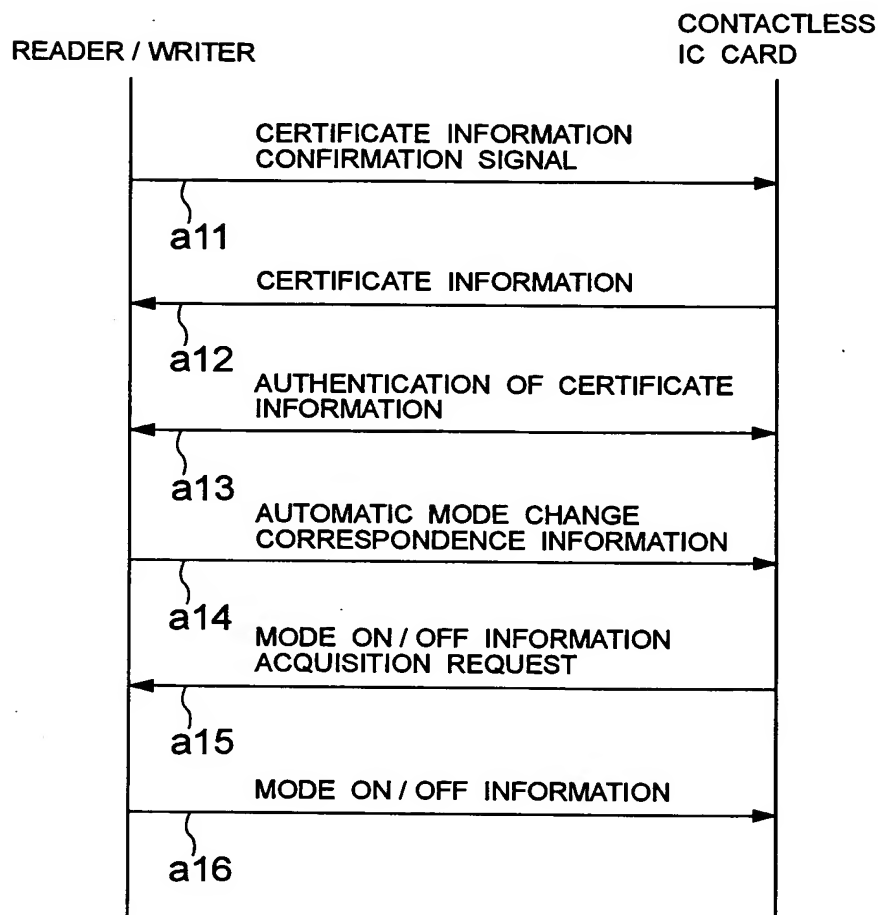 READER / WRITER
CONTACTLESS
IC CARD
CERTIFICATE INFORMATION
CONFIRMATION SIGNAL
a11
CERTIFICATE INFORMATION
a12
AUTHENTICATION OF CERTIFICATE
INFORMATION
a13
AUTOMATIC MODE CHANGE
CORRESPONDENCE INFORMATION
a14
MODE ON / OFF INFORMATION
ACQUISITION REQUEST
a15
MODE ON / OFF INFORMATION
a16